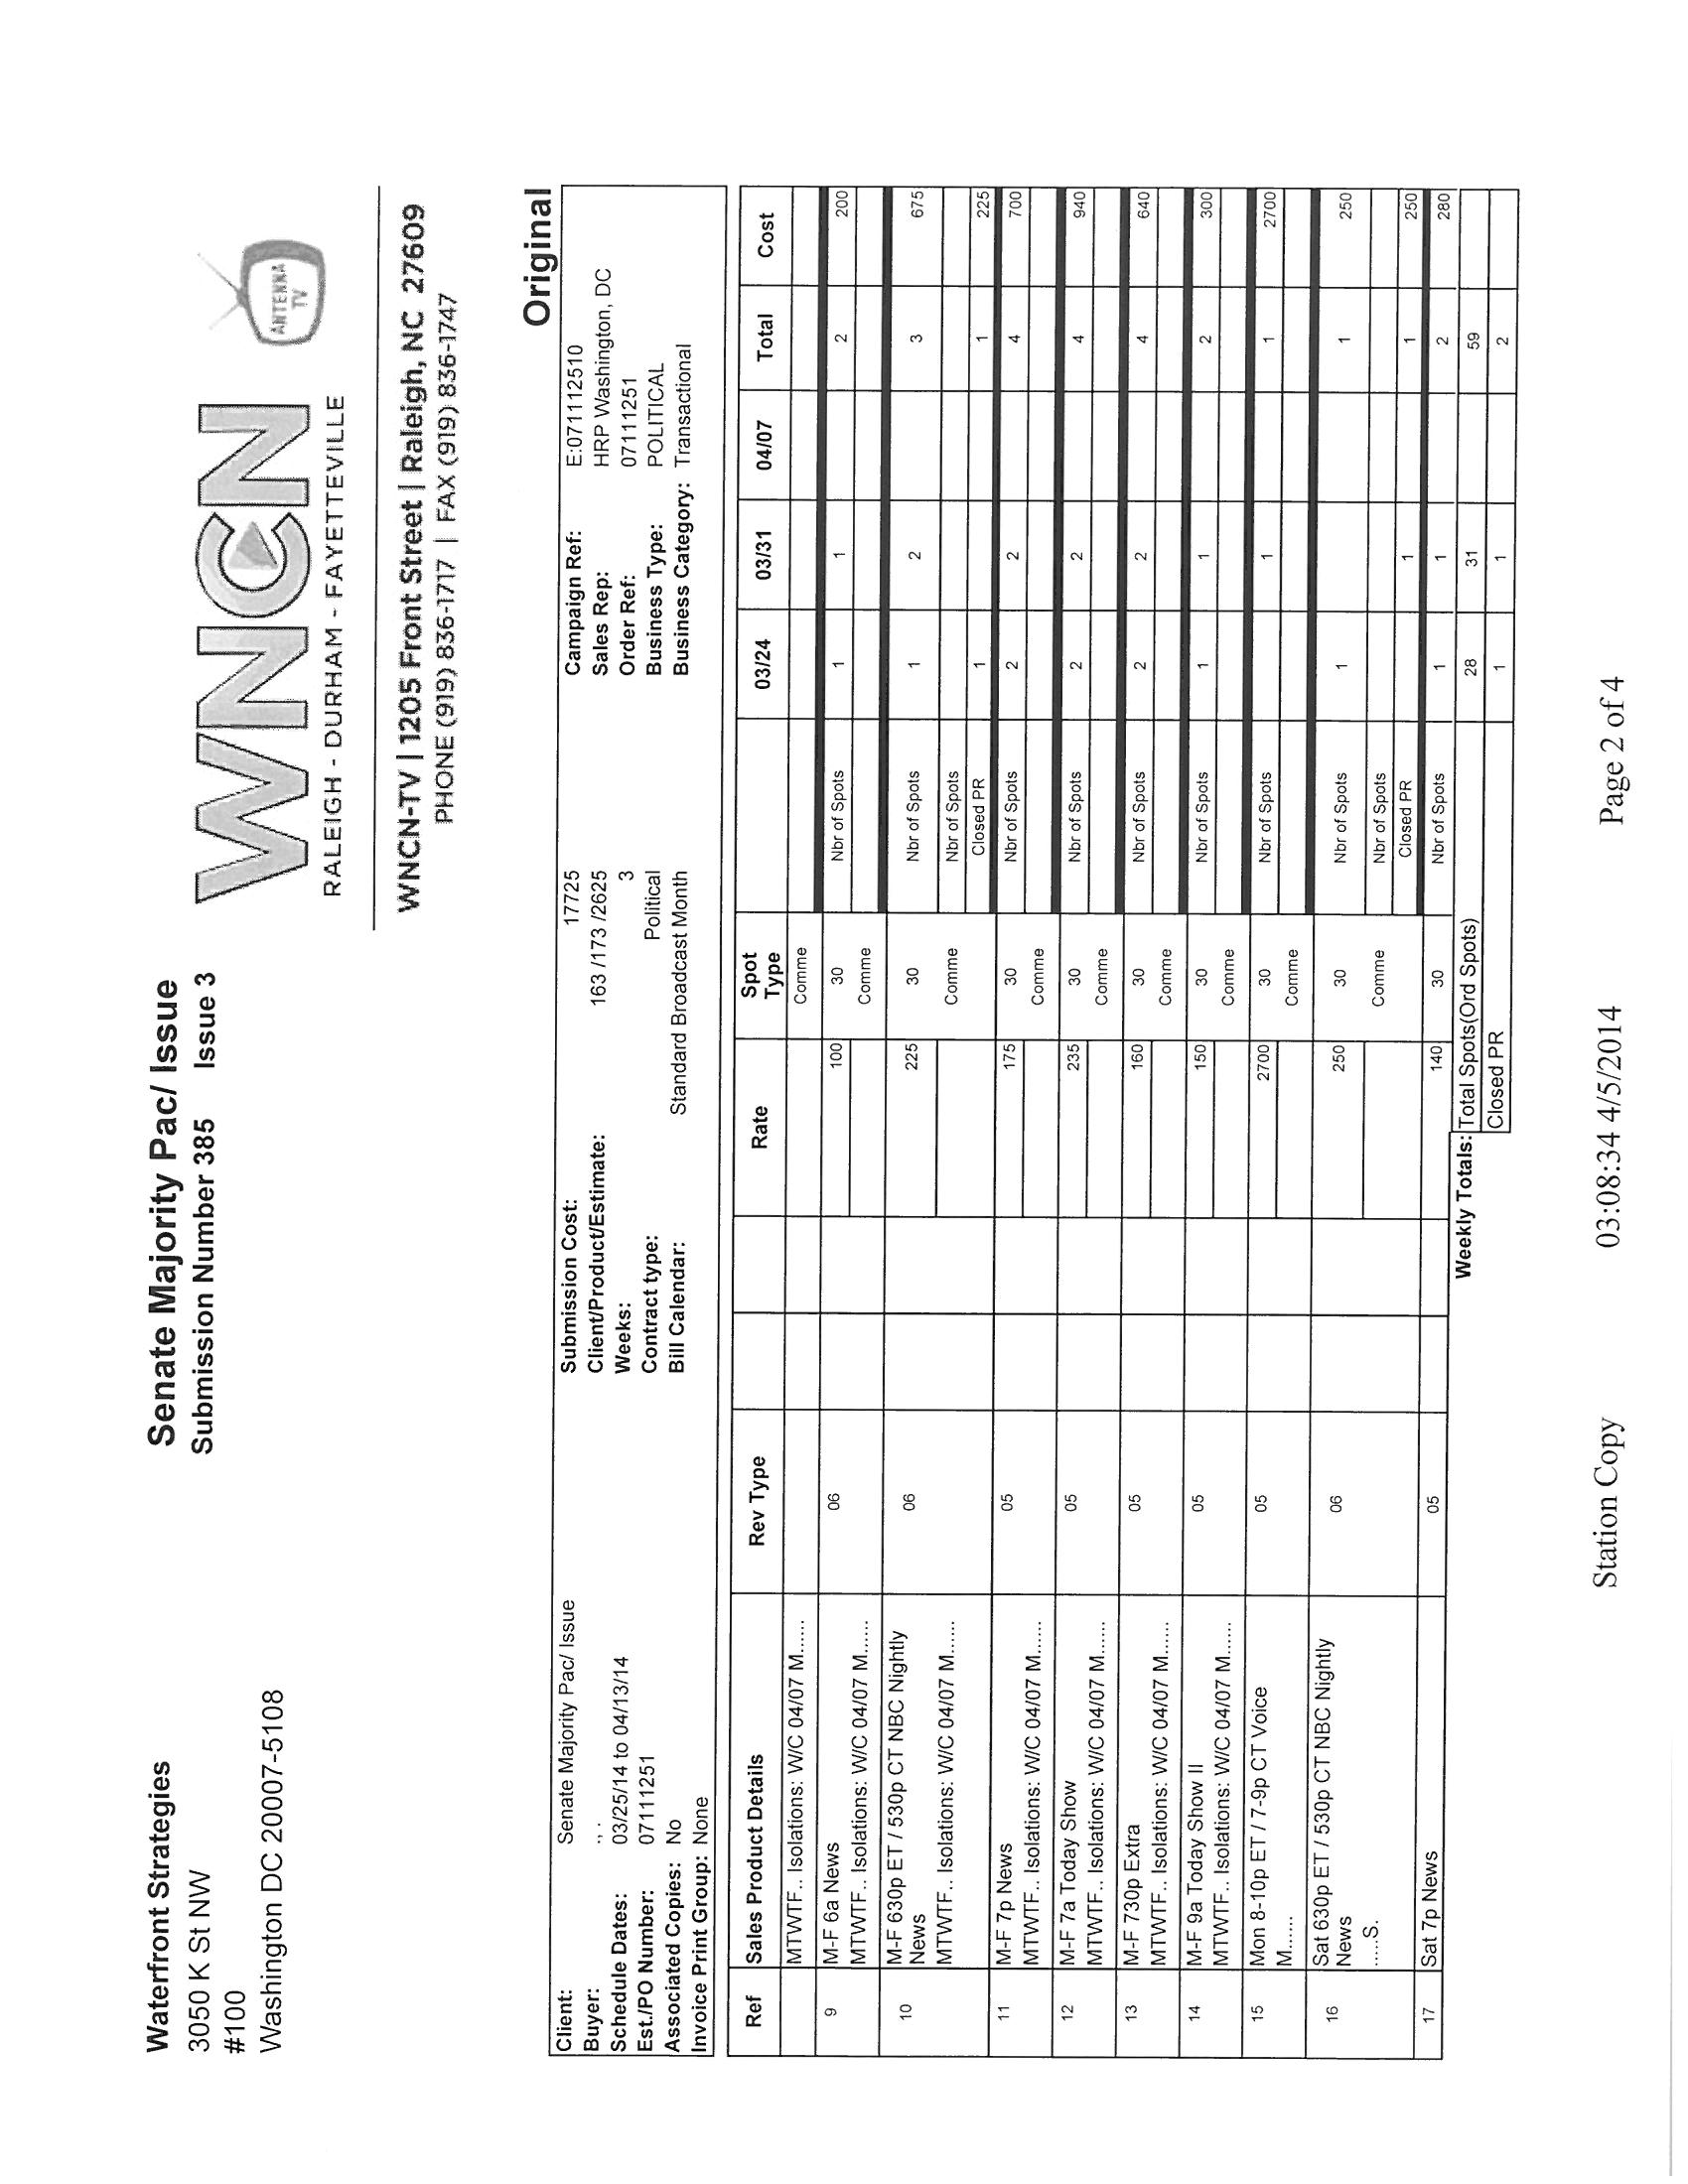 Waterfront Strategies
3050 K St NW
#100
Washington DC 20007-5108
Senate Majority Pac/ Issue
Submission Number 385 Issue 3
WNCN
RALEIGH - DURHAM - FAYETTEVILLE
ANTENNA
TV
WNCN-TV | 1205 Front Street | Raleigh, NC 27609
PHONE (919) 836-1717 | FAX (919) 836-1747
Original
Client: Senate Majority Pac/ Issue Submission Cost: 17725 Campaign Ref: E:071112510
Buyer: ., . Client/Product/Estimate: 163 /173 /2625 Sales Rep: HRP Washington, DC
Schedule Dates: 03/25/14 to 04/13/14 Weeks: 3 Order Ref: 07111251
Est./PO Number: 07111251 Contract type: Political Business Type: POLITICAL
Associated Copies: No Bill Calendar: Standard Broadcast Month Business Category: Transactional
Invoice Print Group: None
Ref Sales Product Details Rev Type Rate Spot Type 03/24 03/31 04/07 Total Cost
MTWTF.. Isolations: W/C 04/07 M...... Comme
9 M-F 6a News 06 100 30 Nbr of Spots 1 1 2 200
MTWTF.. Isolations: W/C 04/07 M...... Comme
10 M-F 630p ET / 530p CT NBC Nightly News 06 225 30 Nbr of Spots 1 2 3 675
MTWTF.. Isolations: W/C 04/07 M...... Comme Nbr of Spots
Closed PR 1 1 225
11 M-F 7p News 05 175 30 Nbr of Spots 2 2 4 700
MTWTF.. Isolations: W/C 04/07 M...... Comme
12 M-F 7a Today Show 05 235 30 Nbr of Spots 2 2 4 940
MTWTF.. Isolations: W/C 04/07 M...... Comme
13 M-F 730p Extra 05 160 30 Nbr of Spots 2 2 4 640
MTWTF.. Isolations: W/C 04/07 M...... Comme
14 M-F 9a Today Show II 05 150 30 Nbr of Spots 1 1 2 300
MTWTF.. Isolations: W/C 04/07 M...... Comme
15 Mon 8-10p ET / 7-9p CT Voice 05 2700 30 Nbr of Spots 1 1 2700
M...... Comme
16 Sat 630p ET / 530p CT NBC Nightly News 06 250 30 Nbr of Spots 1 1 250
.....S. Comme Nbr of Spots
Closed PR 1 1 250
17 Sat 7p News 05 140 30 Nbr of Spots 1 1 2 280
Weekly Totals: Total Spots(Ord Spots) 28 31 59
Closed PR 1 1 2
Station Copy 03:08:34 4/5/2014 Page 2 of 4